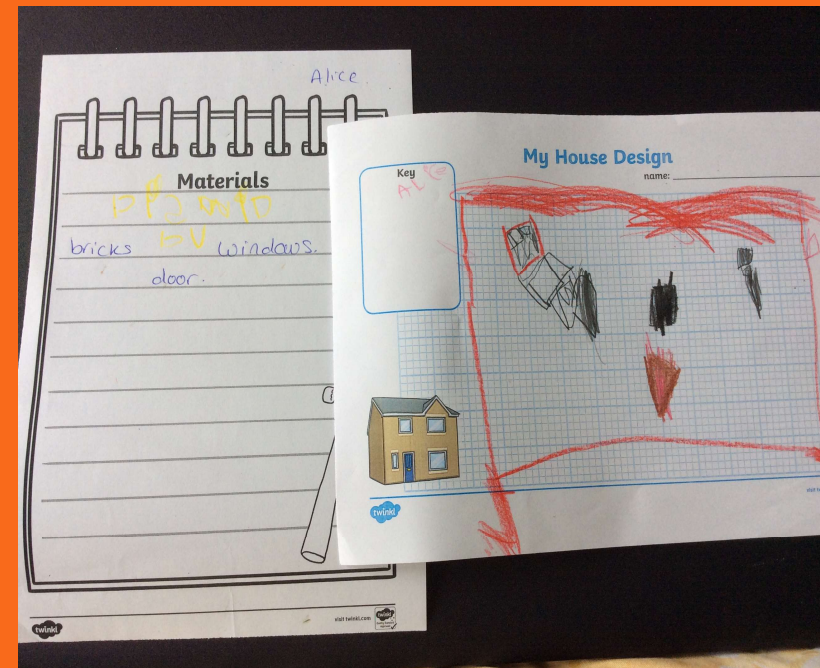 Alice
Materials
bricks windows.
door.
twinkl
visit twinkl.com
My House Design
name:
Key
twinkl